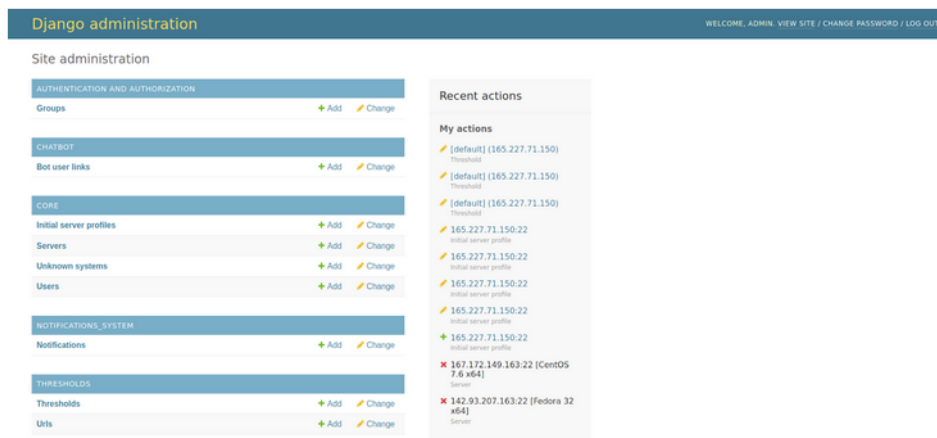 Django administration
WELCOME, ADMIN. VIEW SITE / CHANGE PASSWORD / LOG OUT
Site administration
AUTHENTICATION AND AUTHORIZATION
Groups + Add Change
CHATBOT
Bot user links + Add Change
CORE
Initial server profiles + Add Change
Servers + Add Change
Unknown systems + Add Change
Users + Add Change
NOTIFICATIONS_SYSTEM
Notifications + Add Change
THRESHOLDS
Thresholds + Add Change
Urls + Add Change
Recent actions
My actions
[default] (165.227.71.150)
Threshold
[default] (165.227.71.150)
Threshold
[default] (165.227.71.150)
Threshold
165.227.71.150:22
Initial server profile
165.227.71.150:22
Initial server profile
165.227.71.150:22
Initial server profile
165.227.71.150:22
Initial server profile
+ 165.227.71.150:22
Initial server profile
167.172.149.163:22 [CentOS
7.6 x64]
Server
142.93.207.163:22 [Fedora 32
x64]
Server